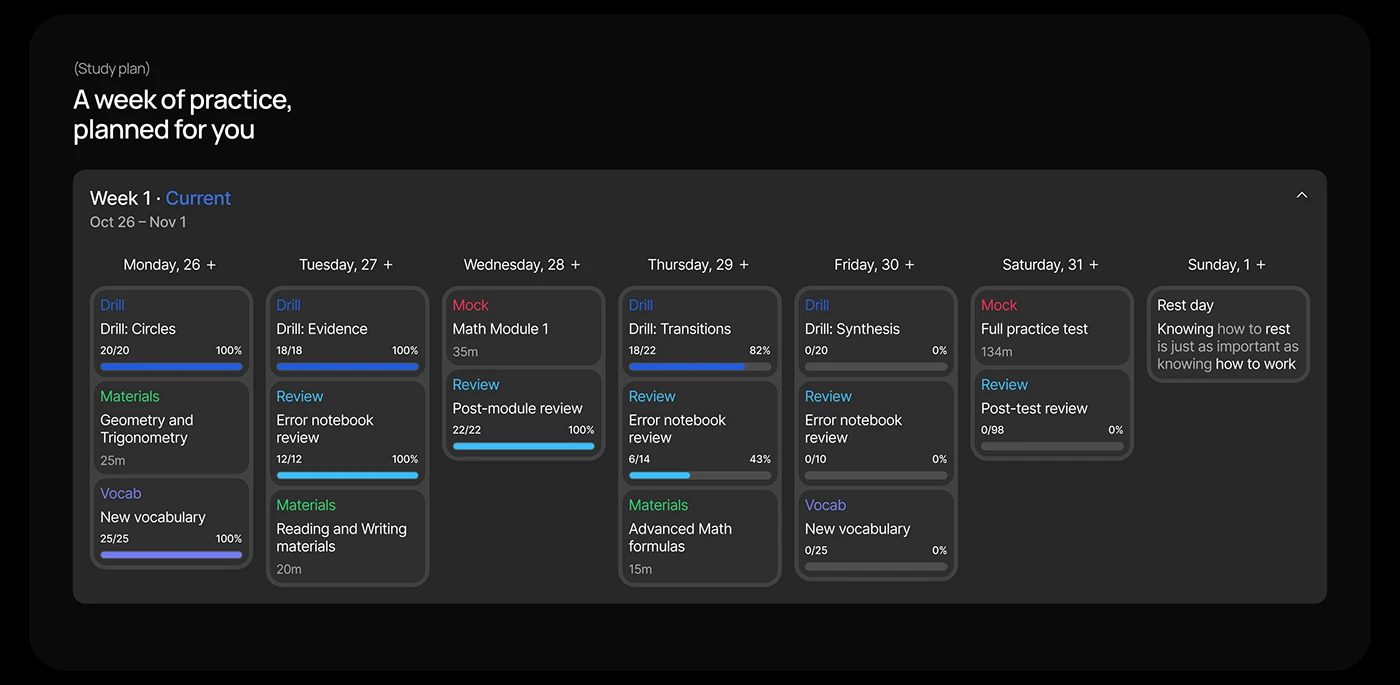 (Study plan)
A week of practice,
planned for you
Week 1 · Current
Oct 26 – Nov 1
Monday, 26 +
Drill
Drill: Circles
20/20 100%
Materials
Geometry and
Trigonometry
25m
Vocab
New vocabulary
25/25 100%
Tuesday, 27 +
Drill
Drill: Evidence
18/18 100%
Review
Error notebook
review
12/12 100%
Materials
Reading and Writing
materials
20m
Wednesday, 28 +
Mock
Math Module 1
35m
Review
Post-module review
22/22 100%
Thursday, 29 +
Drill
Drill: Transitions
18/22 82%
Review
Error notebook
review
6/14 43%
Materials
Advanced Math
formulas
15m
Friday, 30 +
Drill
Drill: Synthesis
0/20 0%
Review
Error notebook
review
0/10 0%
Vocab
New vocabulary
0/25 0%
Saturday, 31 +
Mock
Full practice test
134m
Review
Post-test review
0/98 0%
Sunday, 1 +
Rest day
Knowing how to rest
is just as important as
knowing how to work